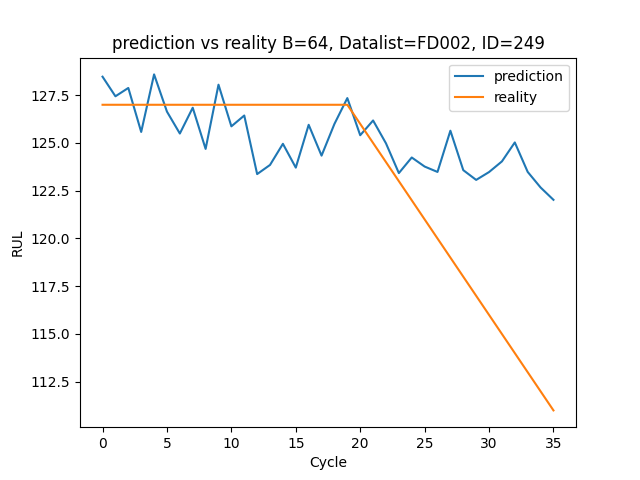 prediction vs reality B=64, Datalist=FD002, ID=249
prediction
reality
127.5
125.0
122.5
120.0
117.5
115.0
112.5
RUL
0 5 10 15 20 25 30 35
Cycle